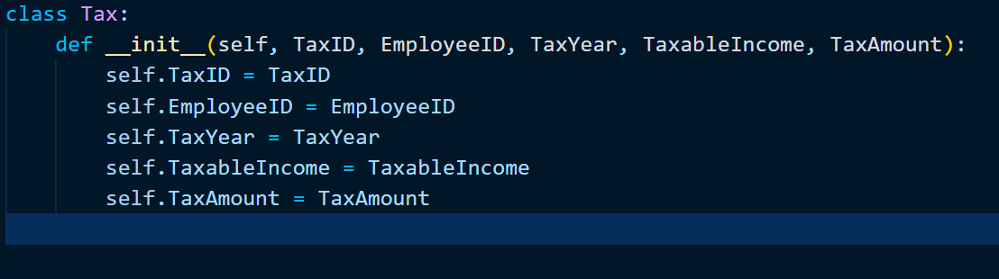 class Tax:
    def __init__(self, TaxID, EmployeeID, TaxYear, TaxableIncome, TaxAmount):
        self.TaxID = TaxID
        self.EmployeeID = EmployeeID
        self.TaxYear = TaxYear
        self.TaxableIncome = TaxableIncome
        self.TaxAmount = TaxAmount